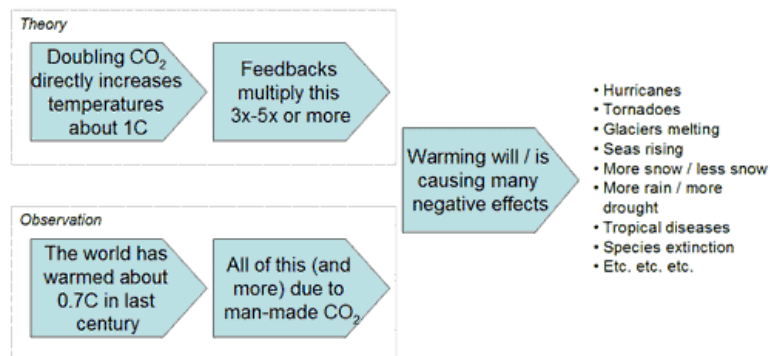 Theory
Doubling CO₂
directly increases
temperatures
about 1C
Feedbacks
multiply this
3x-5x or more
Observation
The world has
warmed about
0.7C in last
century
All of this (and
more) due to
man-made CO₂
Warming will / is
causing many
negative effects
• Hurricanes
• Tornadoes
• Glaciers melting
• Seas rising
• More snow / less snow
• More rain / more
drought
• Tropical diseases
• Species extinction
• Etc. etc. etc.